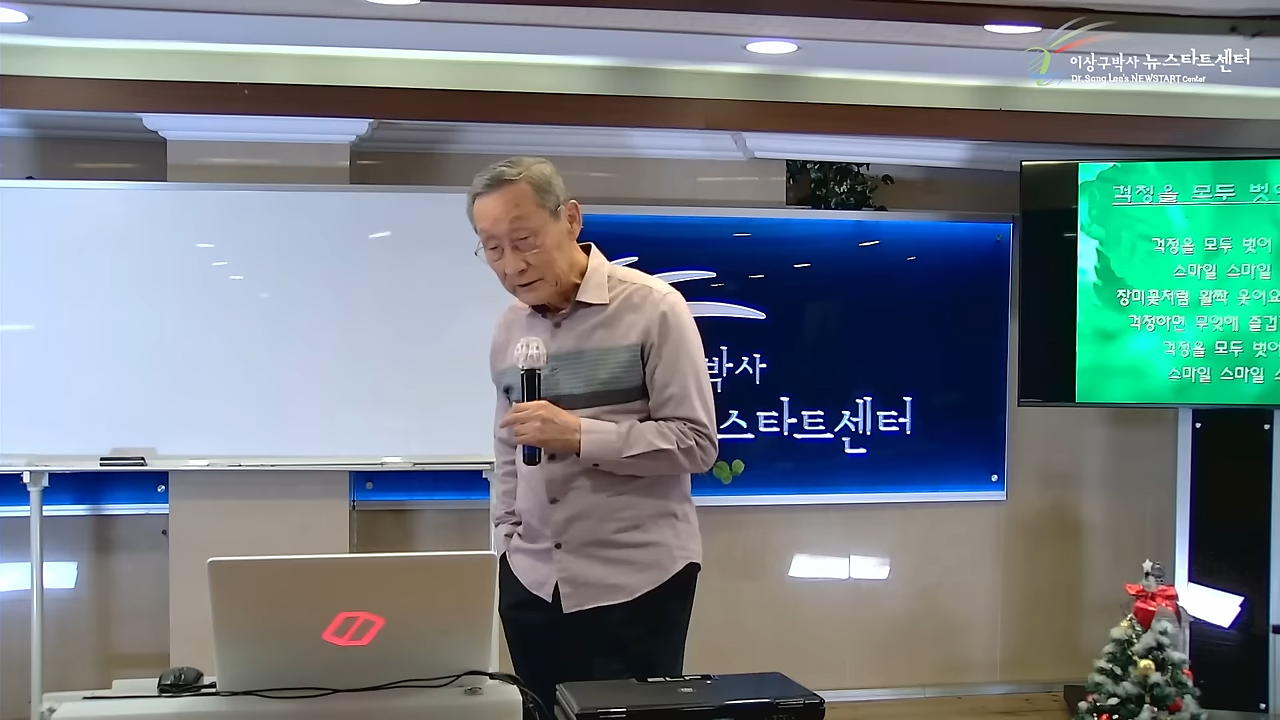 이상구박사 뉴스타트센터
Dr. Sang Lee's NEWSTART Center
걱정을 모두 벗
걱정을 모두 벗어
스마일 스마일
장미꽃처럼 활짝 웃어요
걱정하면 무엇에 즐겁
걱정을 모두 벗어
스마일 스마일 스
박사
스타트센터